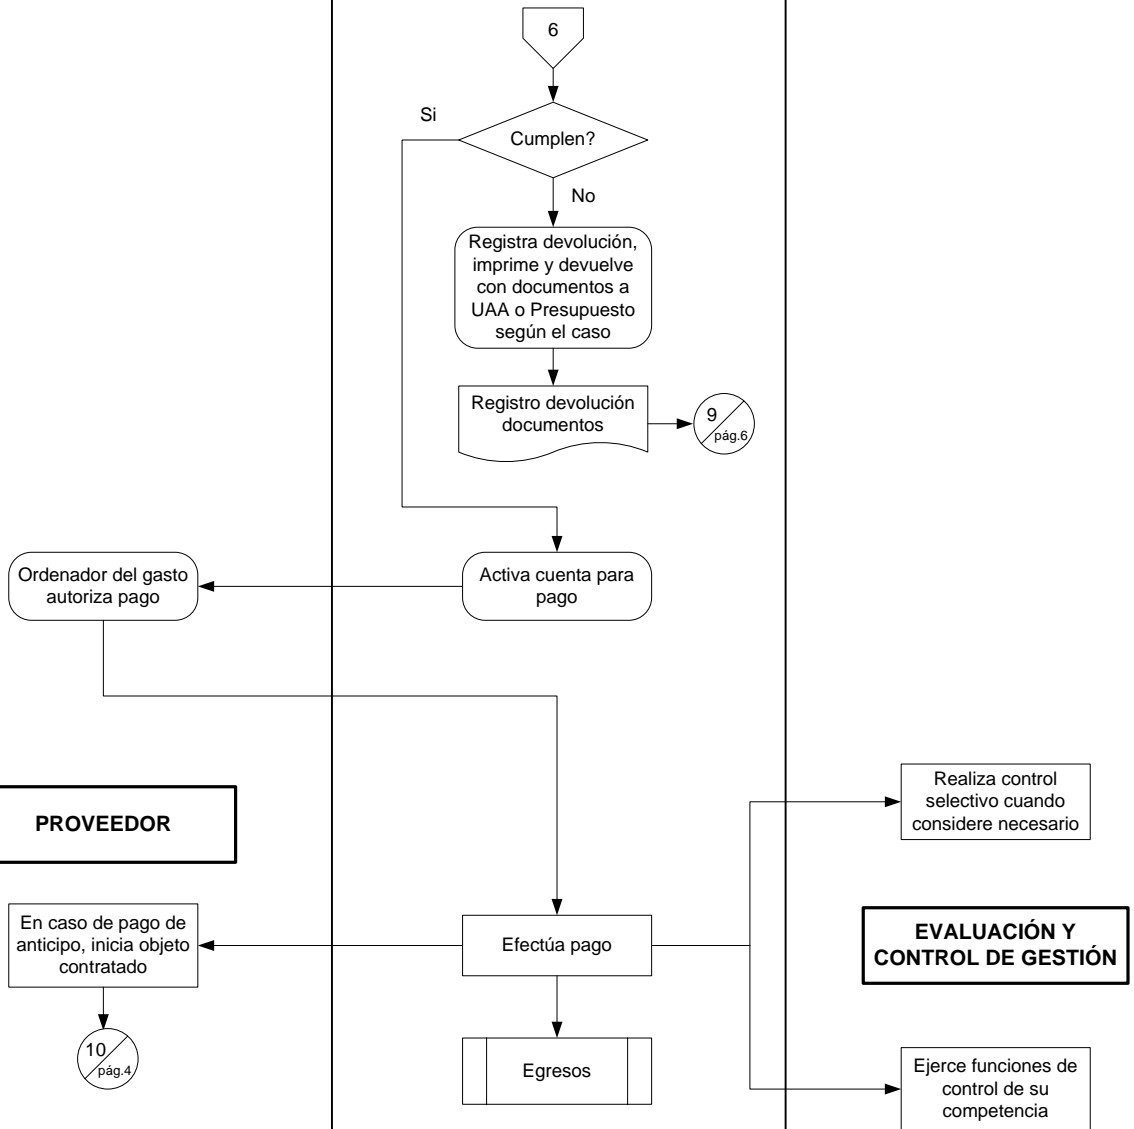 6
Si
Cumplen?
No
Registra devolución,
imprime y devuelve
con documentos a
UAA o Presupuesto
según el caso
Registro devolución
documentos
9
pág.6
Ordenador del gasto
autoriza pago
Activa cuenta para
pago
Realiza control
selectivo cuando
considere necesario
PROVEEDOR
En caso de pago de
anticipo, inicia objeto
contratado
Efectúa pago
EVALUACIÓN Y
CONTROL DE GESTIÓN
10
pág.4
Egresos
Ejerce funciones de
control de su
competencia